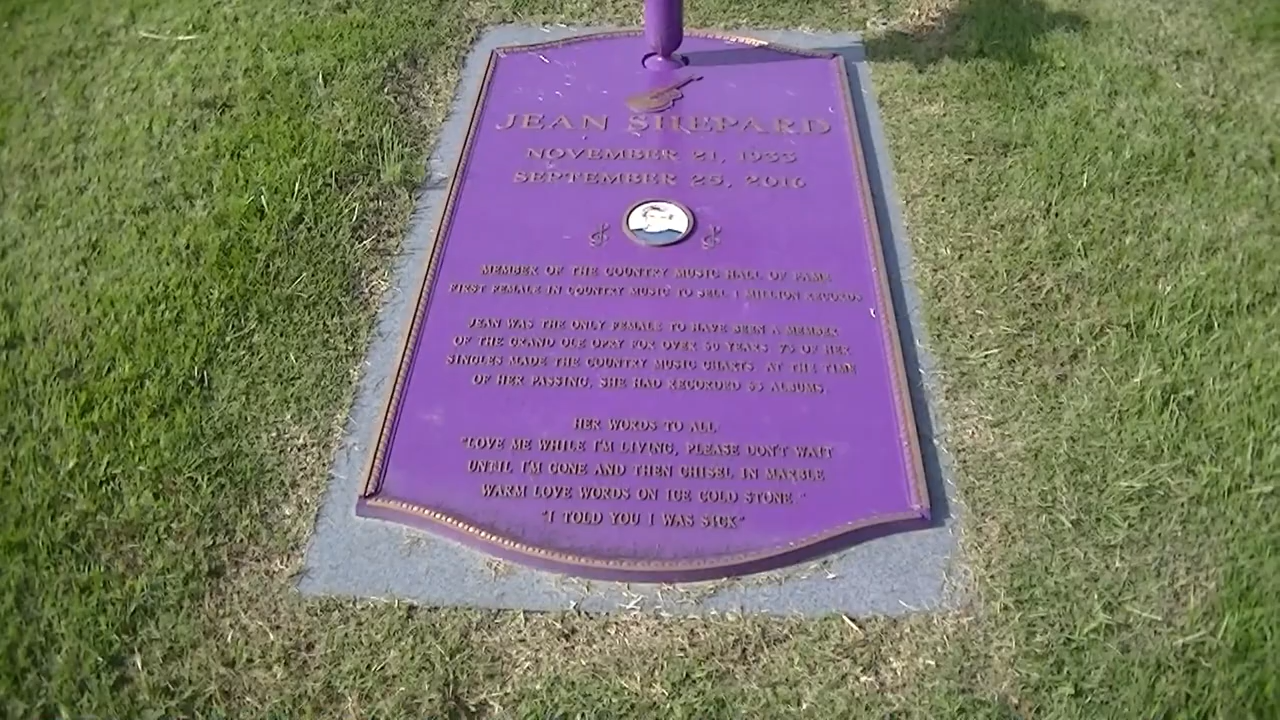 JEAN SHEPARD
NOVEMBER 21, 1933
SEPTEMBER 25, 2016
MEMBER OF THE COUNTRY MUSIC HALL OF FAME
FIRST FEMALE IN COUNTRY MUSIC TO SELL 1 MILLION RECORDS
JEAN WAS THE ONLY FEMALE TO HAVE BEEN A MEMBER
OF THE GRAND OLE OPRY FOR OVER 50 YEARS 73 OF HER
SINGLES MADE THE COUNTRY MUSIC CHARTS AT THE TIME
OF HER PASSING, SHE HAD RECORDED ALBUMS.
HER WORDS TO ALL
"LOVE ME WHILE I'M LIVING, PLEASE DON'T WAIT
UNTIL I'M GONE AND THEN CHISEL IN MARBLE
WARM LOVE WORDS ON ICE COLD STONE."
"I TOLD YOU I WAS SICK"